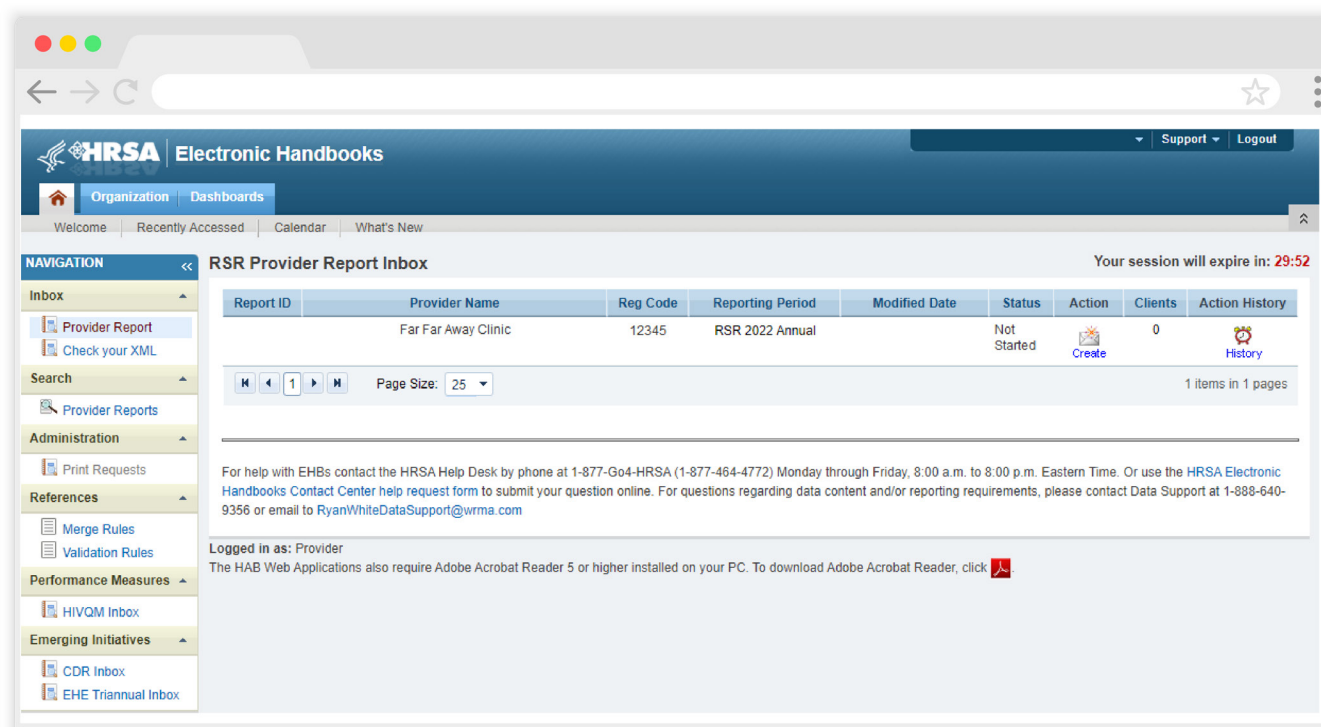 HRSA Electronic Handbooks
Support Logout
Organization Dashboards
Welcome Recently Accessed Calendar What's New
NAVIGATION «
RSR Provider Report Inbox
Your session will expire in: 29:52
Inbox
Provider Report
Check your XML
Search
Provider Reports
Administration
Print Requests
References
Merge Rules
Validation Rules
Performance Measures
HIVQM Inbox
Emerging Initiatives
CDR Inbox
EHE Triannual Inbox
Report ID Provider Name Reg Code Reporting Period Modified Date Status Action Clients Action History
Far Far Away Clinic 12345 RSR 2022 Annual Not Started Create 0 History
1 Page Size: 25 1 items in 1 pages
For help with EHBs contact the HRSA Help Desk by phone at 1-877-Go4-HRSA (1-877-464-4772) Monday through Friday, 8:00 a.m. to 8:00 p.m. Eastern Time. Or use the HRSA Electronic
Handbooks Contact Center help request form to submit your question online. For questions regarding data content and/or reporting requirements, please contact Data Support at 1-888-640-
9356 or email to RyanWhiteDataSupport@wrma.com
Logged in as: Provider
The HAB Web Applications also require Adobe Acrobat Reader 5 or higher installed on your PC. To download Adobe Acrobat Reader, click .